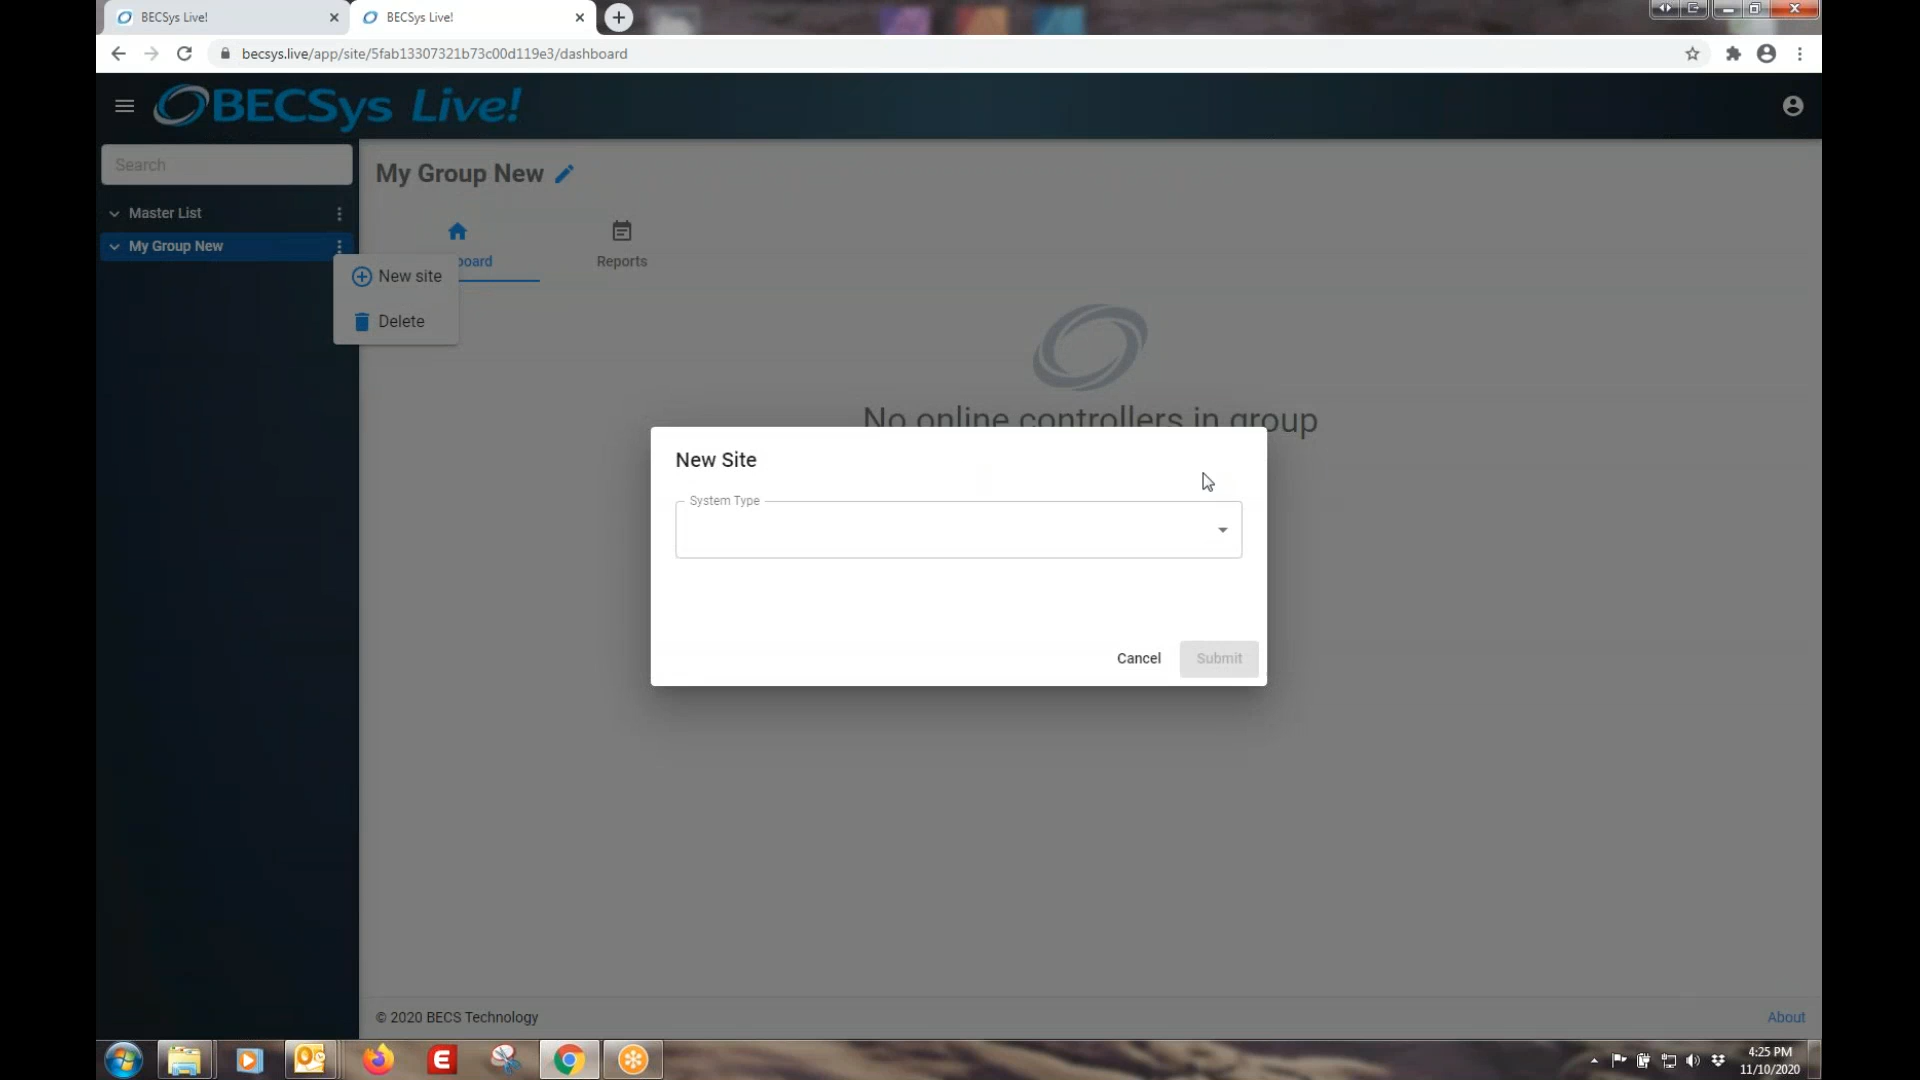 BECSys Live!
BECSys Live!
becsys.live/app/site/5fab13307321b73c00d119e3/dashboard
BECSys Live!
Search
Master List
My Group New
New site
Delete
My Group New
board
Reports
No online controllers in group
New Site
System Type
Cancel
Submit
© 2020 BECS Technology
About
4:25 PM
11/10/2020